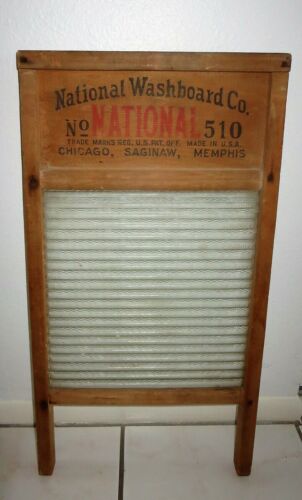 National Washboard Co.
No NATIONAL 510
TRADE MARKS REG. U.S. PAT. OFF. MADE IN U.S.A.
CHICAGO, SAGINAW, MEMPHIS